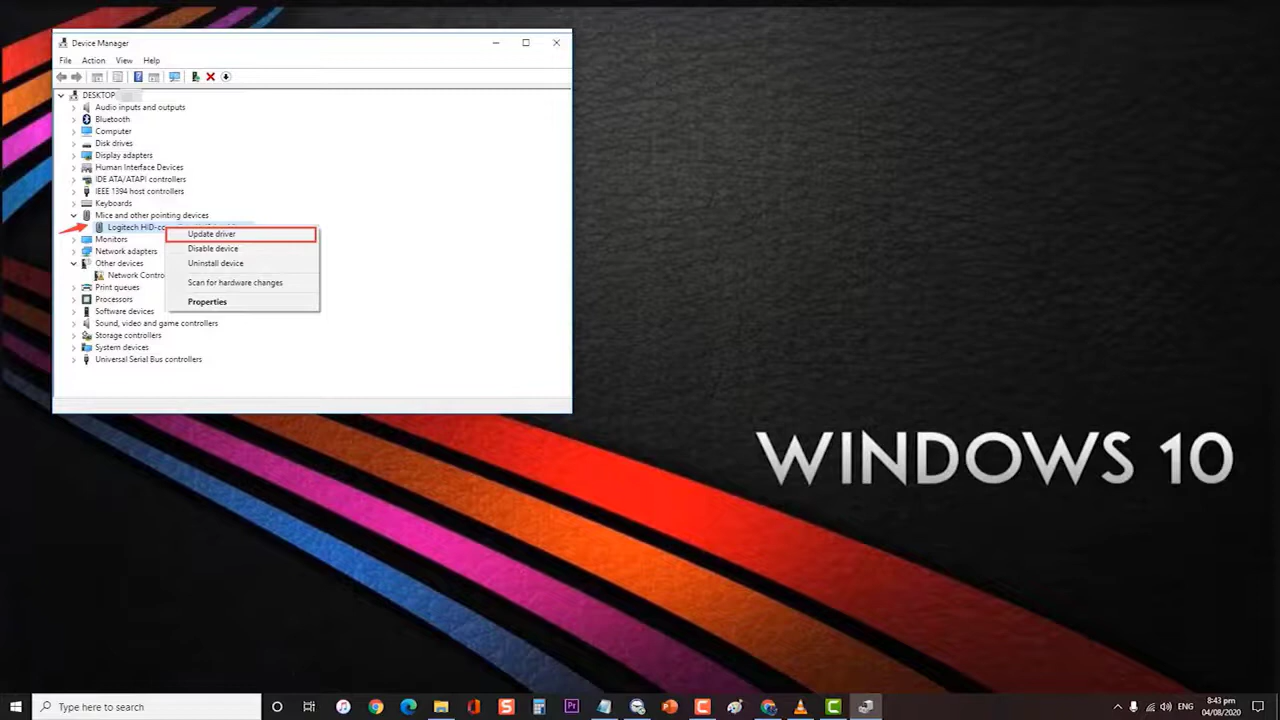 Device Manager
File Action View Help
DESKTOP
Audio inputs and outputs
Bluetooth
Computer
Disk drives
Display adapters
Human Interface Devices
IDE ATA/ATAPI controllers
IEEE 1394 host controllers
Keyboards
Mice and other pointing devices
Logitech HID-co
Update driver
Monitors
Disable device
Network adapters
Other devices
Uninstall device
Network Contro
Scan for hardware changes
Print queues
Processors
Properties
Software devices
Sound, video and game controllers
Storage controllers
System devices
Universal Serial Bus controllers
WINDOWS 10
Type here to search
Pr
ENG
8:43 pm
04/08/2020